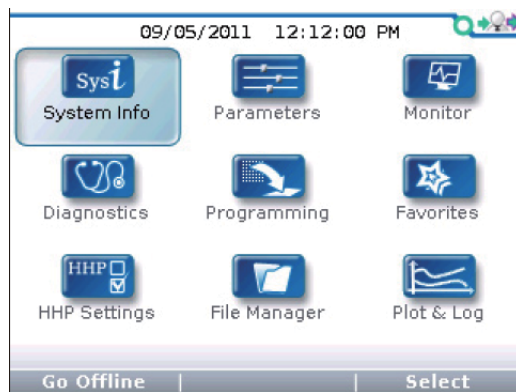 09/05/2011 12:12:00 PM
Sysi
System Info
Parameters
Monitor
Diagnostics
Programming
Favorites
HHP
HHP Settings
File Manager
Plot & Log
Go Offline
Select